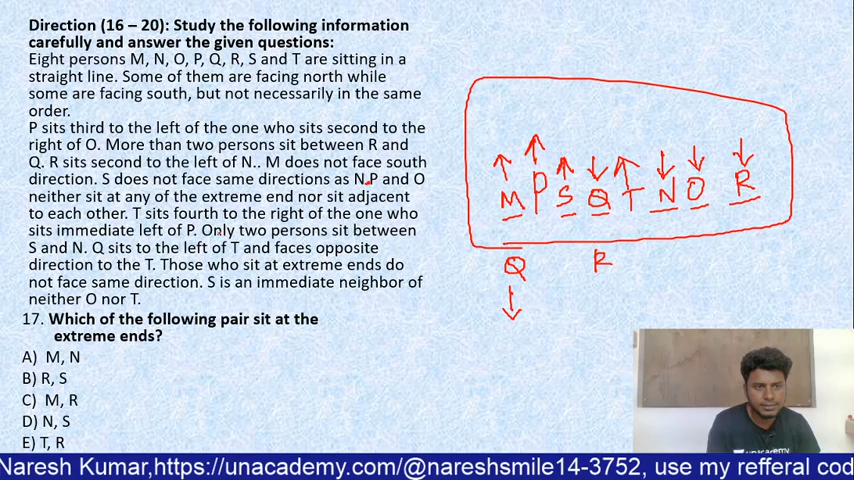 Direction (16 – 20): Study the following information
carefully and answer the given questions:
Eight persons M, N, O, P, Q, R, S and T are sitting in a
straight line. Some of them are facing north while
some are facing south, but not necessarily in the same
order.
P sits third to the left of the one who sits second to the
right of O. More than two persons sit between R and
Q. R sits second to the left of N.. M does not face south
direction. S does not face same directions as N.P and O
neither sit at any of the extreme end nor sit adjacent
to each other. T sits fourth to the right of the one who
sits immediate left of P. Only two persons sit between
S and N. Q sits to the left of T and faces opposite
direction to the T. Those who sit at extreme ends do
not face same direction. S is an immediate neighbor of
neither O nor T.
17. Which of the following pair sit at the
extreme ends?
A) M, N
B) R, S
C) M, R
D) N, S
E) T, R
M P S Q T N O R
Q R
unacademy
Naresh Kumar,https://unacademy.com/@nareshsmile14-3752, use my refferal cod